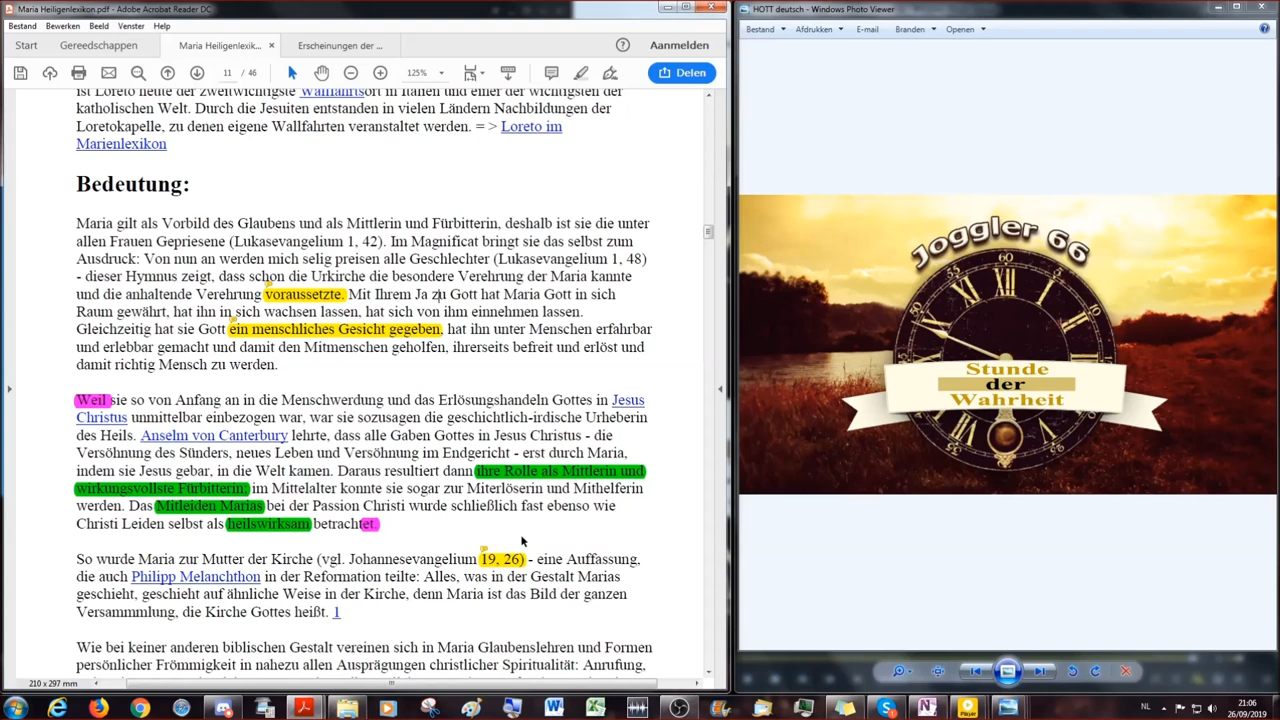 Maria Heiligenlexikon.pdf - Adobe Acrobat Reader DC
Bestand Bewerken Beeld Venster Help
Start Gereedschappen Maria Heiligenlexik... × Erscheinungen der ... Aanmelden
11 / 46 125% Delen
ist Loreto heute der zweitwichtigste Wallfahrtsort in Italien und einer der wichtigsten der
katholischen Welt. Durch die Jesuiten entstanden in vielen Ländern Nachbildungen der
Loretokapelle, zu denen eigene Wallfahrten veranstaltet werden. = > Loreto im
Marienlexikon
Bedeutung:
Maria gilt als Vorbild des Glaubens und als Mittlerin und Fürbitterin, deshalb ist sie die unter
allen Frauen Gepriesene (Lukasevangelium 1, 42). Im Magnificat bringt sie das selbst zum
Ausdruck: Von nun an werden mich selig preisen alle Geschlechter (Lukasevangelium 1, 48)
- dieser Hymnus zeigt, dass schon die Urkirche die besondere Verehrung der Maria kannte
und die anhaltende Verehrung voraussetzte. Mit Ihrem Ja zu Gott hat Maria Gott in sich
Raum gewährt, hat ihn in sich wachsen lassen, hat sich von ihm einnehmen lassen.
Gleichzeitig hat sie Gott ein menschliches Gesicht gegeben, hat ihn unter Menschen erfahrbar
und erlebbar gemacht und damit den Mitmenschen geholfen, ihrerseits befreit und erlöst und
damit richtig Mensch zu werden.
Weil sie so von Anfang an in die Menschwerdung und das Erlösungshandeln Gottes in Jesus
Christus unmittelbar einbezogen war, war sie sozusagen die geschichtlich-irdische Urheberin
des Heils. Anselm von Canterbury lehrte, dass alle Gaben Gottes in Jesus Christus - die
Versöhnung des Sünders, neues Leben und Versöhnung im Endgericht - erst durch Maria,
indem sie Jesus gebar, in die Welt kamen. Daraus resultiert dann ihre Rolle als Mittlerin und
wirkungsvollste Fürbitterin; im Mittelalter konnte sie sogar zur Miterlöserin und Mithelferin
werden. Das Mitleiden Marias bei der Passion Christi wurde schließlich fast ebenso wie
Christi Leiden selbst als heilswirksam betrachtet.
So wurde Maria zur Mutter der Kirche (vgl. Johannesevangelium 19, 26) - eine Auffassung,
die auch Philipp Melanchthon in der Reformation teilte: Alles, was in der Gestalt Marias
geschieht, geschieht auf ähnliche Weise in der Kirche, denn Maria ist das Bild der ganzen
Versammmlung, die Kirche Gottes heißt. 1
Wie bei keiner anderen biblischen Gestalt vereinen sich in Maria Glaubenslehren und Formen
persönlicher Frömmigkeit in nahezu allen Ausprägungen christlicher Spiritualität: Anrufung,
210 x 297 mm
HOTT deutsch - Windows Photo Viewer
Bestand Afdrukken E-mail Branden Openen
Joggler 66
60 5 10 15 45 50 55
XII I II III
Stunde
der
Wahrheit
NL 21:06
26/09/2019